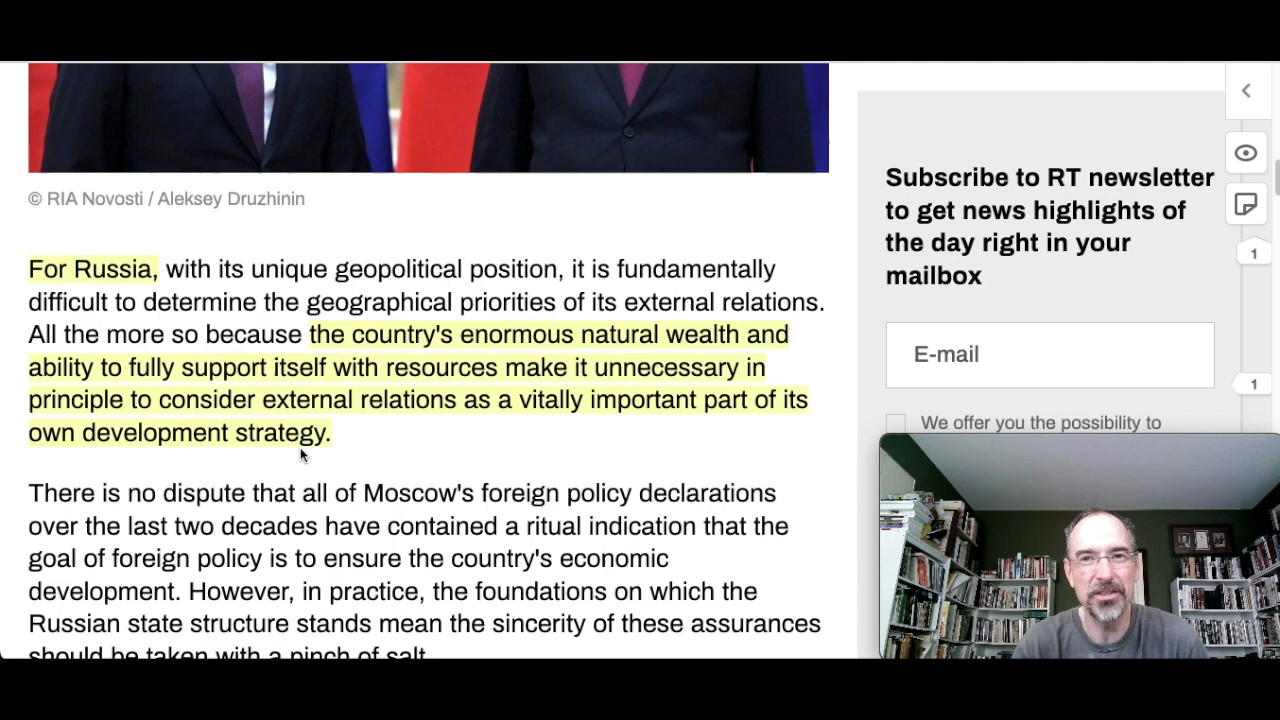 © RIA Novosti / Aleksey Druzhinin
For Russia, with its unique geopolitical position, it is fundamentally
difficult to determine the geographical priorities of its external relations.
All the more so because the country's enormous natural wealth and
ability to fully support itself with resources make it unnecessary in
principle to consider external relations as a vitally important part of its
own development strategy.
There is no dispute that all of Moscow's foreign policy declarations
over the last two decades have contained a ritual indication that the
goal of foreign policy is to ensure the country's economic
development. However, in practice, the foundations on which the
Russian state structure stands mean the sincerity of these assurances
should be taken with a pinch of salt.
Subscribe to RT newsletter
to get news highlights of
the day right in your
mailbox
E-mail
We offer you the possibility to
1
1